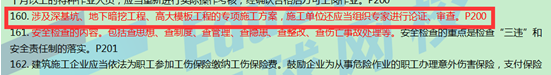 160. 涉及深基坑、地下暗挖工程、高大模板工程的专项施工方案，施工单位还应当组织专家进行论证、审查。P200
161. 安全检查的内容。包括查思想、查制度、查管理、查隐患、查整改、查伤亡事故处理等。安全检查的重点是检查“三违”和
安全责任制的落实。P201
162. 建筑施工企业应当依法为职工参加工伤保险缴纳工伤保险费。鼓励企业为从事危险作业的职工办理意外伤害保险，支付保险